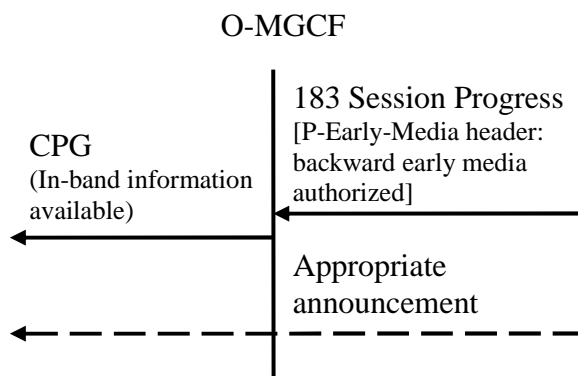 O-MGCF
183 Session Progress
[P-Early-Media header:
backward early media
authorized]
CPG
(In-band information
available)
Appropriate
announcement